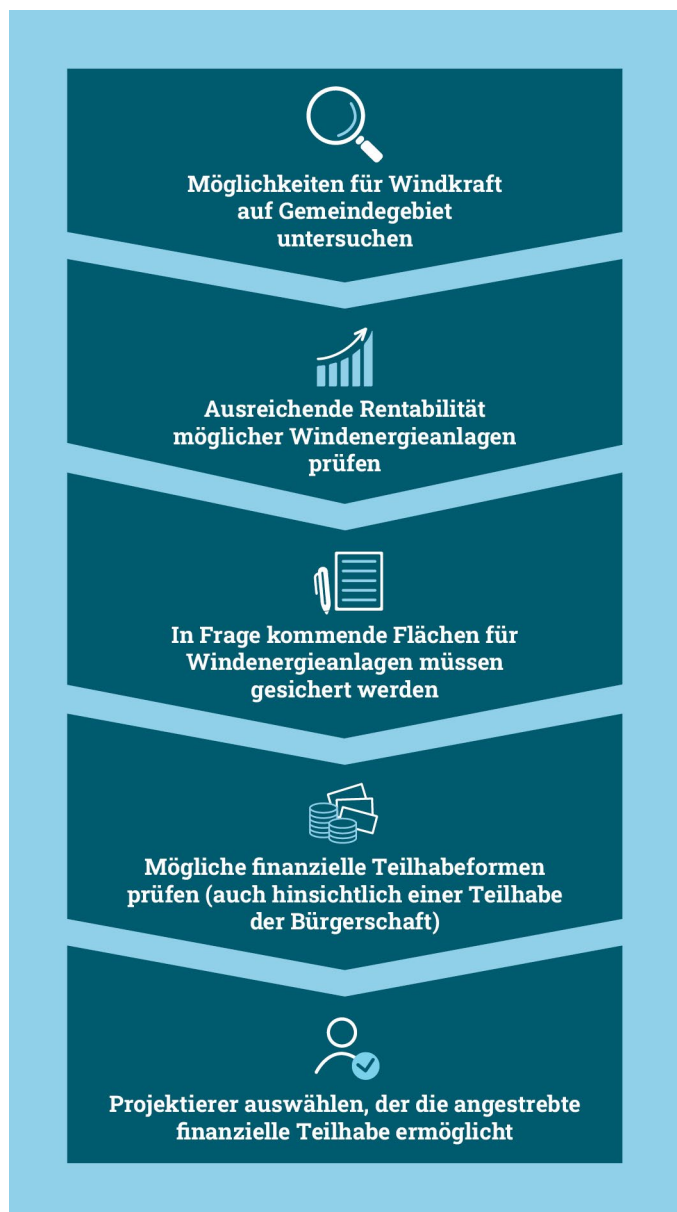 Möglichkeiten für Windkraft
auf Gemeindegebiet
untersuchen
Ausreichende Rentabilität
möglicher Windenergieanlagen
prüfen
In Frage kommende Flächen für
Windenergieanlagen müssen
gesichert werden
Mögliche finanzielle Teilhabeformen
prüfen (auch hinsichtlich einer Teilhabe
der Bürgerschaft)
Projektierer auswählen, der die angestrebte
finanzielle Teilhabe ermöglicht